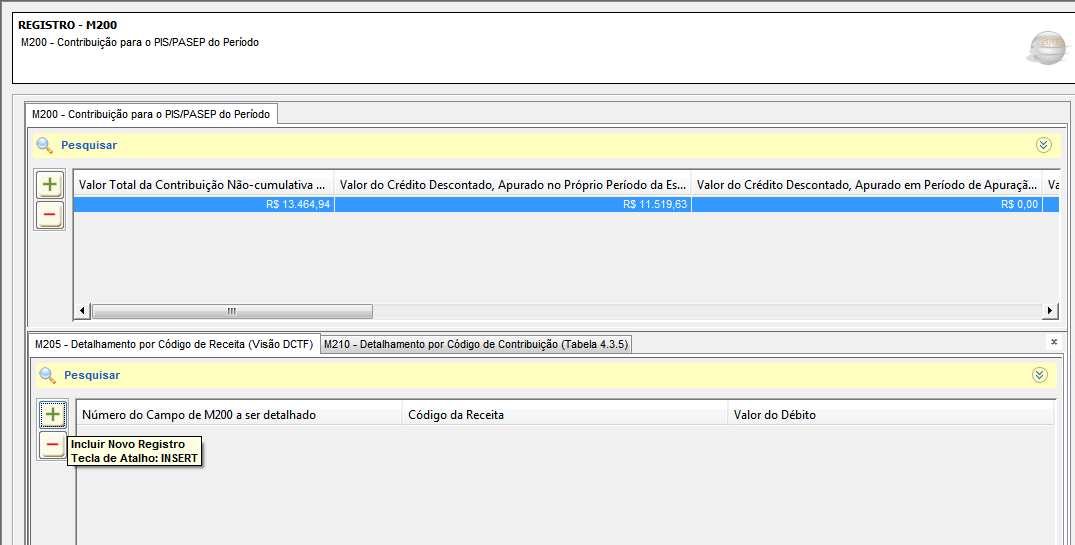 REGISTRO - M200
M200 - Contribuição para o PIS/PASEP do Período
M200 - Contribuição para o PIS/PASEP do Período
Pesquisar
Valor Total da Contribuição Não-cumulativa ... Valor do Crédito Descontado, Apurado no Próprio Período da Es... Valor do Crédito Descontado, Apurado em Período de Apuraçã... Va
R$ 13.464,94 R$ 11.519,63 R$ 0,00
M205 - Detalhamento por Código de Receita (Visão DCTF) M210 - Detalhamento por Código de Contribuição (Tabela 4.3.5)
Pesquisar
Número do Campo de M200 a ser detalhado Código da Receita Valor do Débito
Incluir Novo Registro
Tecla de Atalho: INSERT